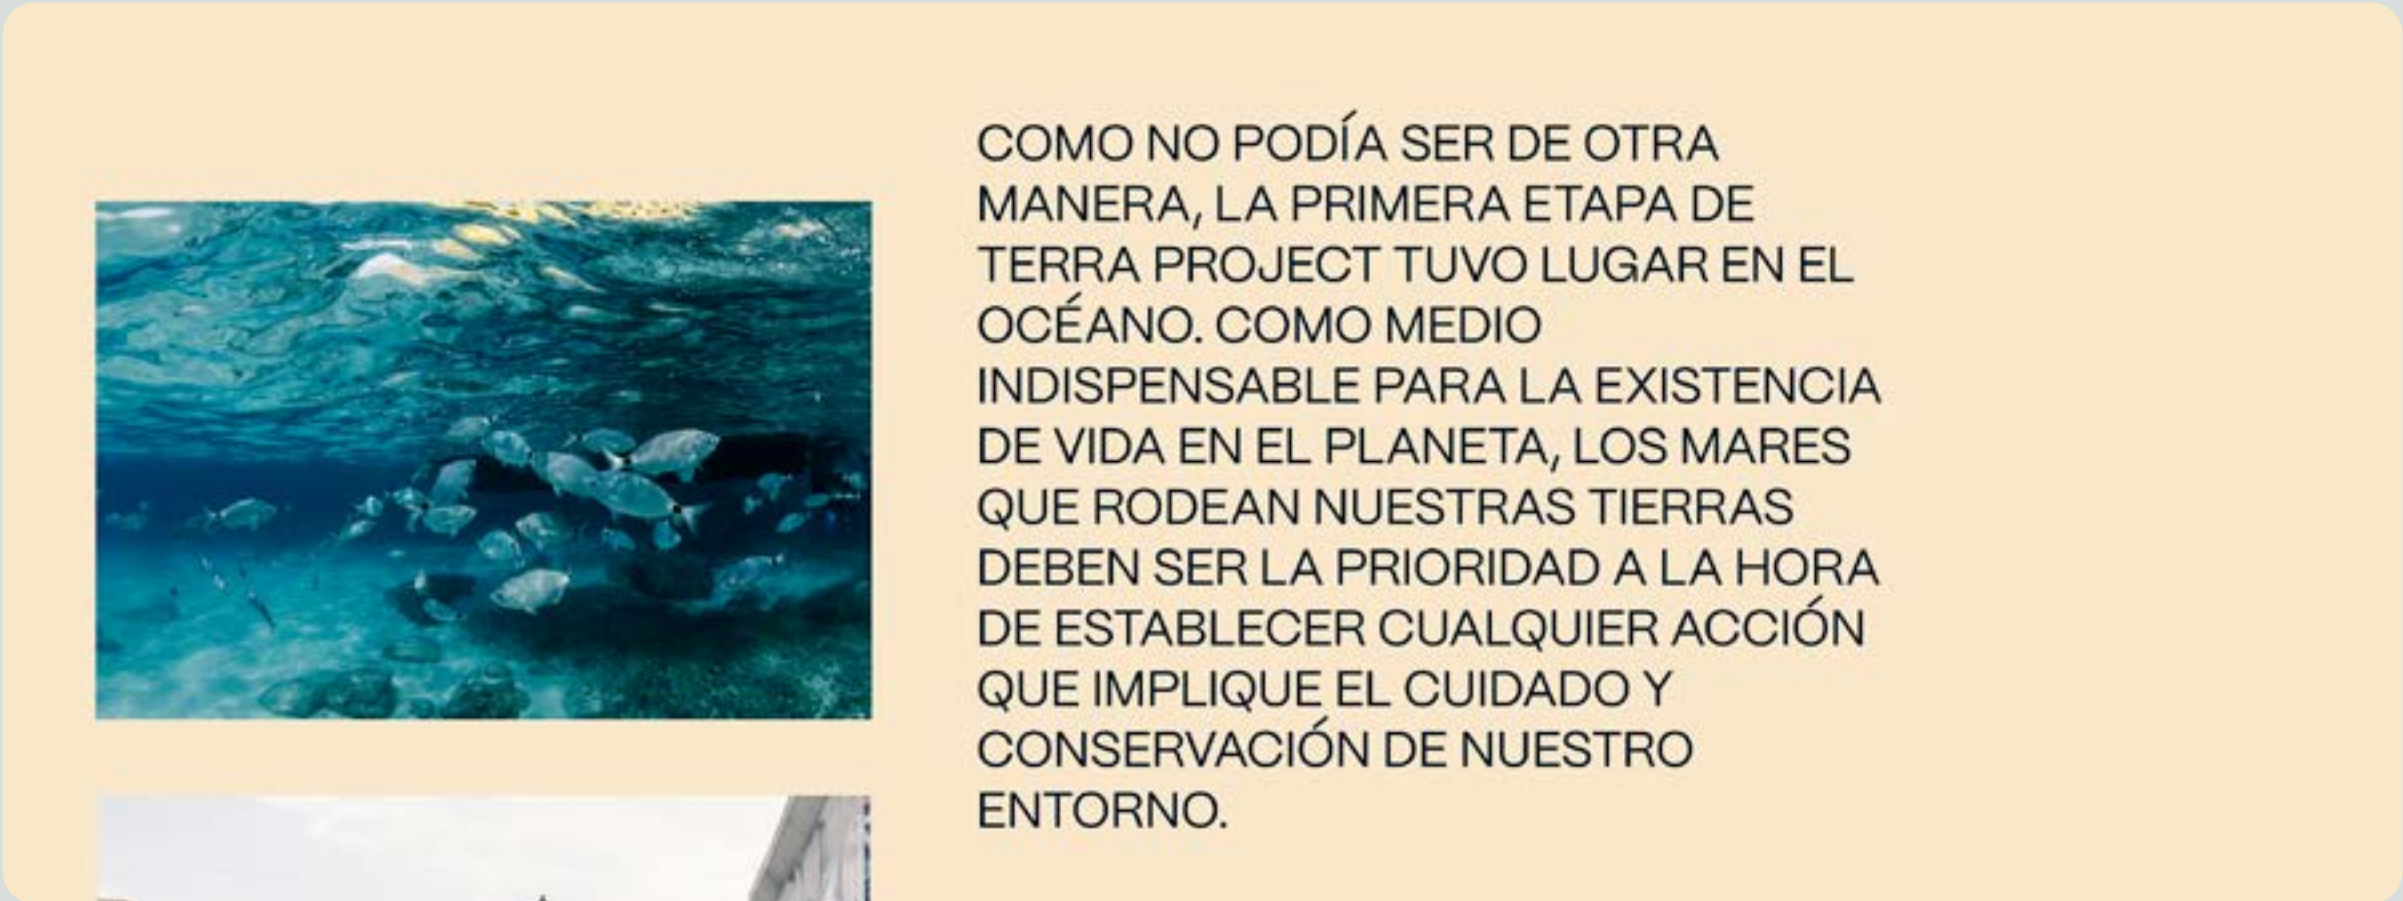 COMO NO PODÍA SER DE OTRA
MANERA, LA PRIMERA ETAPA DE
TERRA PROJECT TUVO LUGAR EN EL
OCÉANO. COMO MEDIO
INDISPENSABLE PARA LA EXISTENCIA
DE VIDA EN EL PLANETA, LOS MARES
QUE RODEAN NUESTRAS TIERRAS
DEBEN SER LA PRIORIDAD A LA HORA
DE ESTABLECER CUALQUIER ACCIÓN
QUE IMPLIQUE EL CUIDADO Y
CONSERVACIÓN DE NUESTRO
ENTORNO.